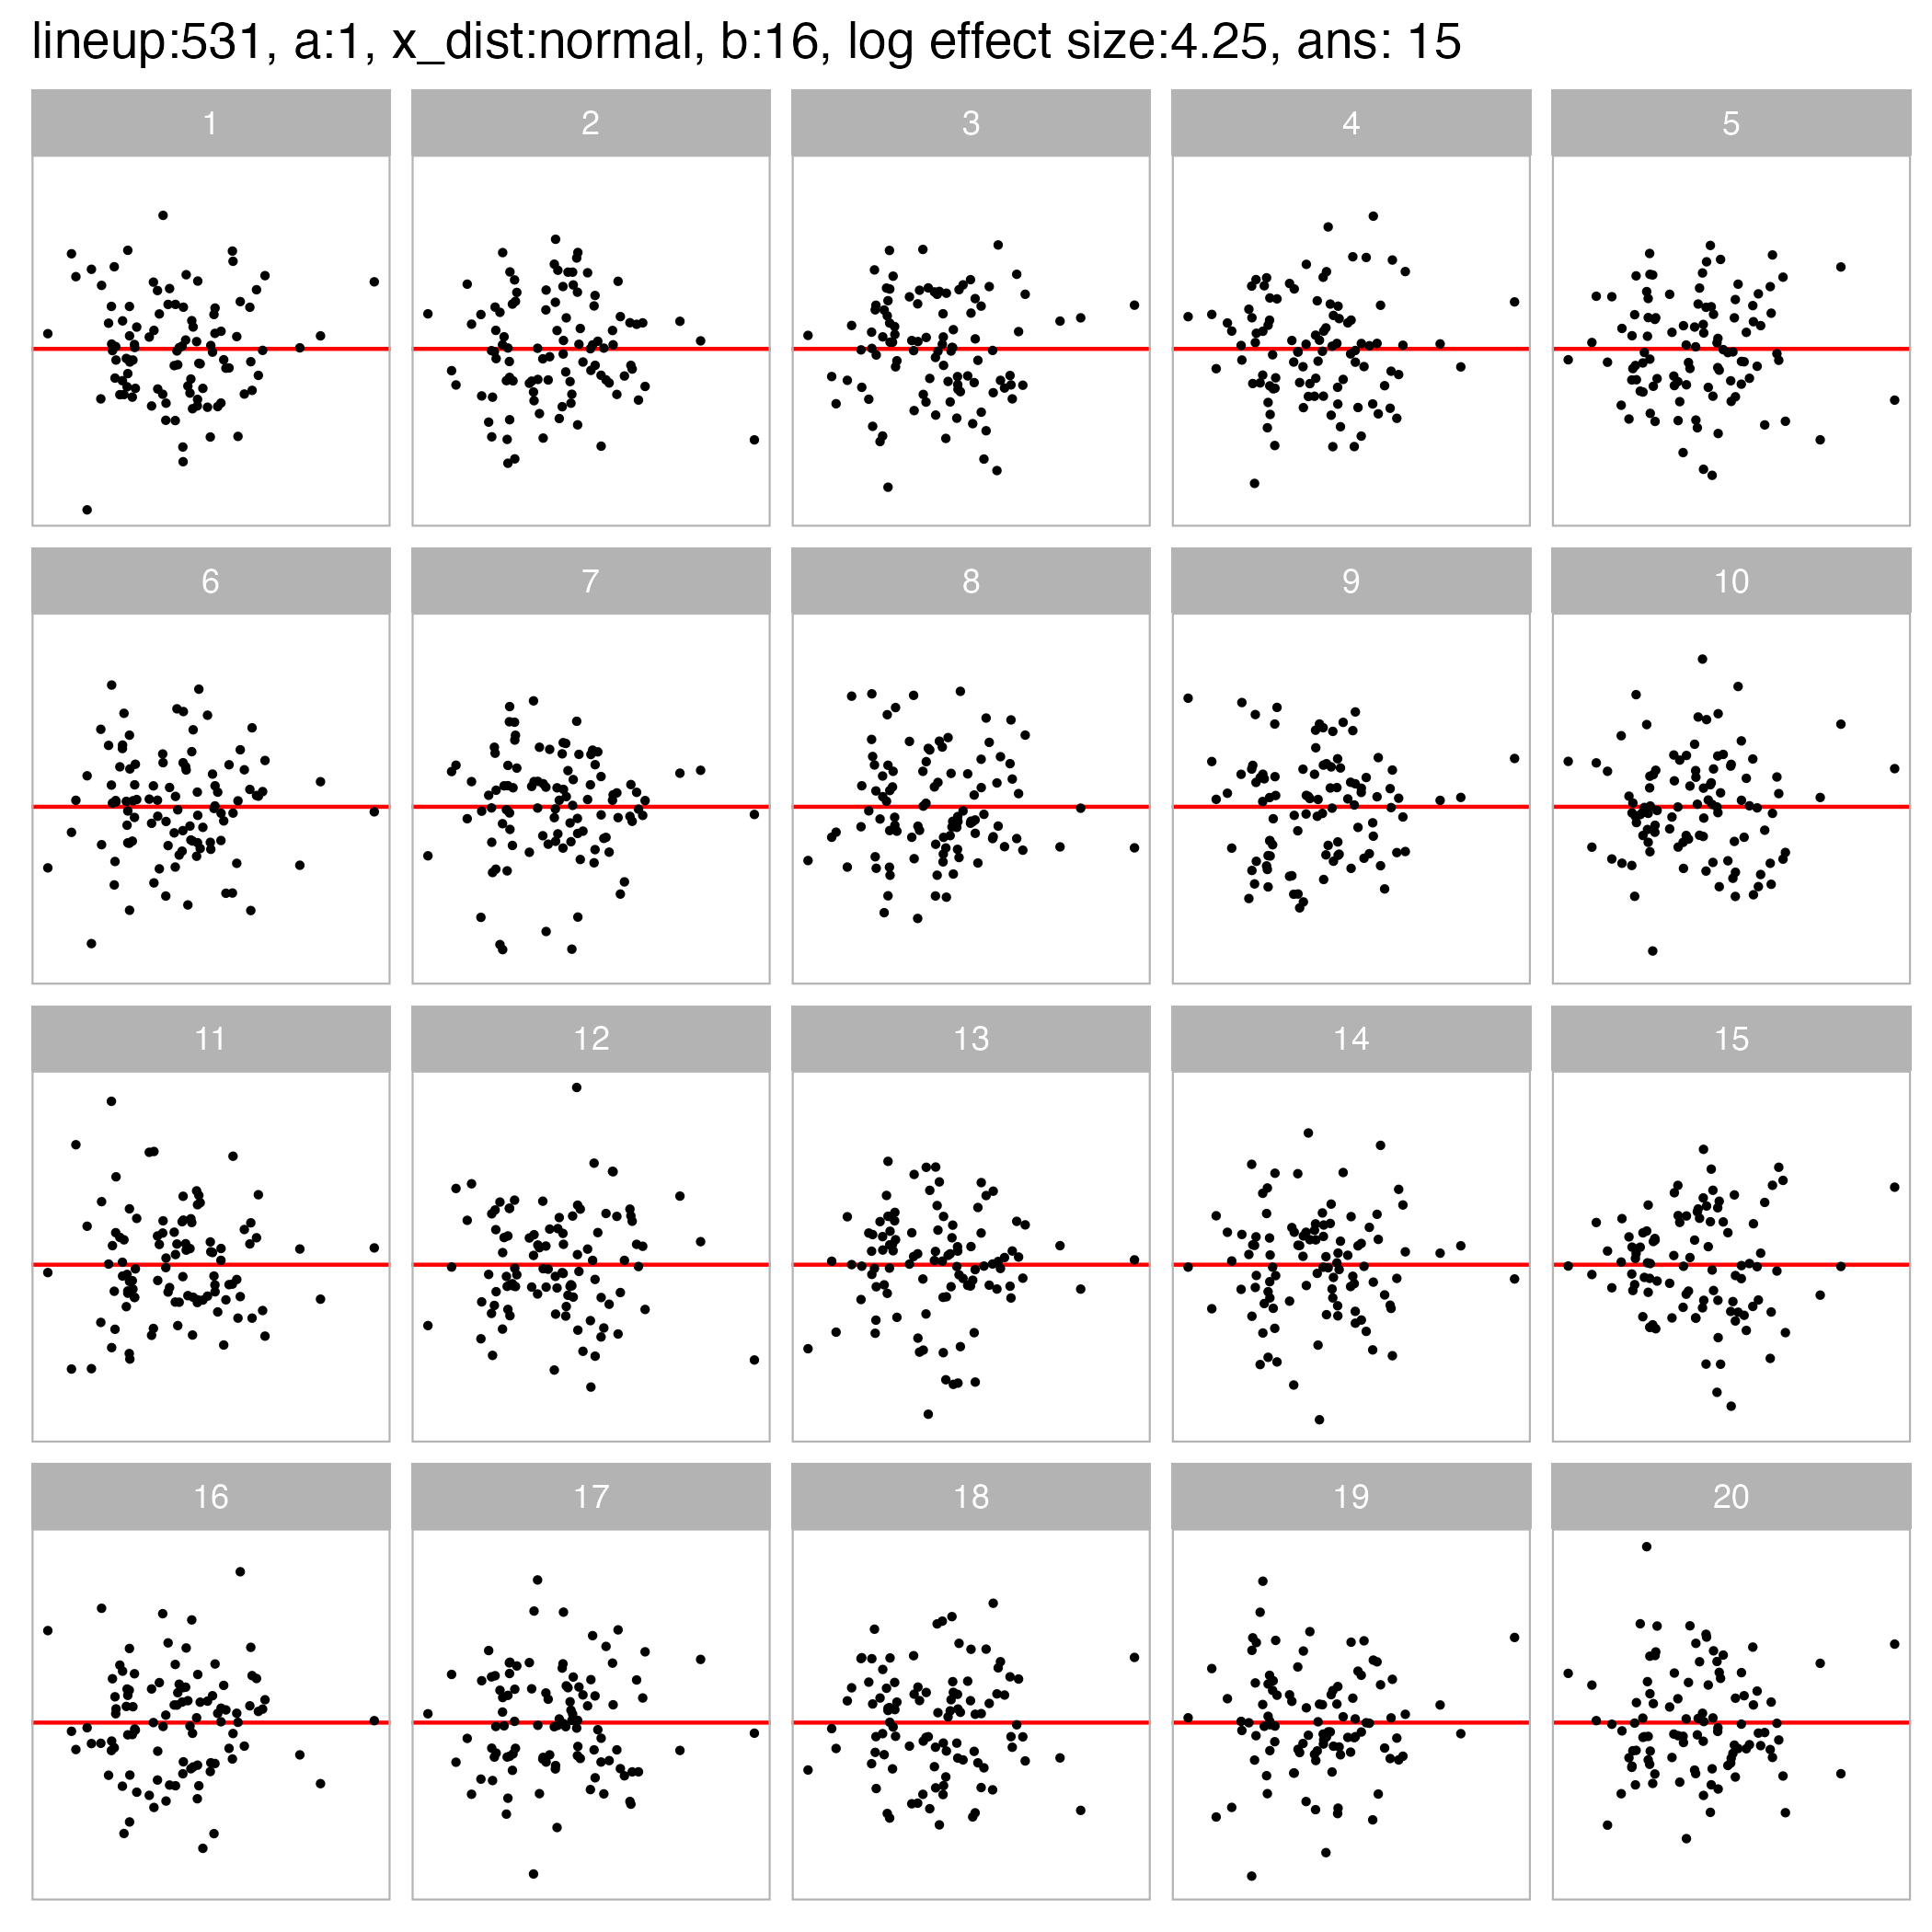 lineup:531, a:1, x_dist:normal, b:16, log effect size:4.25, ans: 15
1 2 3 4 5
6 7 8 9 10
11 12 13 14 15
16 17 18 19 20